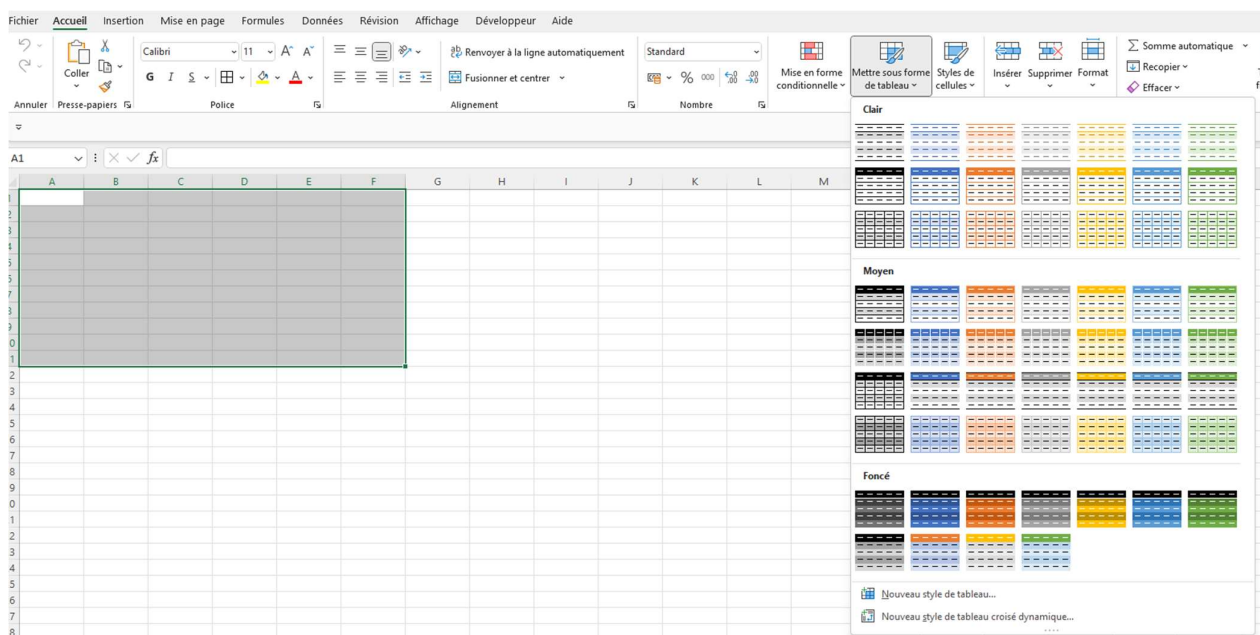 Fichier Accueil Insertion Mise en page Formules Données Révision Affichage Développeur Aide
Coller
Calibri 11 A^ A˅
G I S A
Renvoyer à la ligne automatiquement
Fusionner et centrer
Standard
% 000
Mise en forme conditionnelle
Mettre sous forme de tableau
Styles de cellules
Insérer Supprimer Format
Σ Somme automatique
Recopier
Effacer
Annuler Presse-papiers Police Alignement Nombre
A1 fx
A B C D E F G H I J K L M
Clair
Moyen
Foncé
Nouveau style de tableau...
Nouveau style de tableau croisé dynamique...